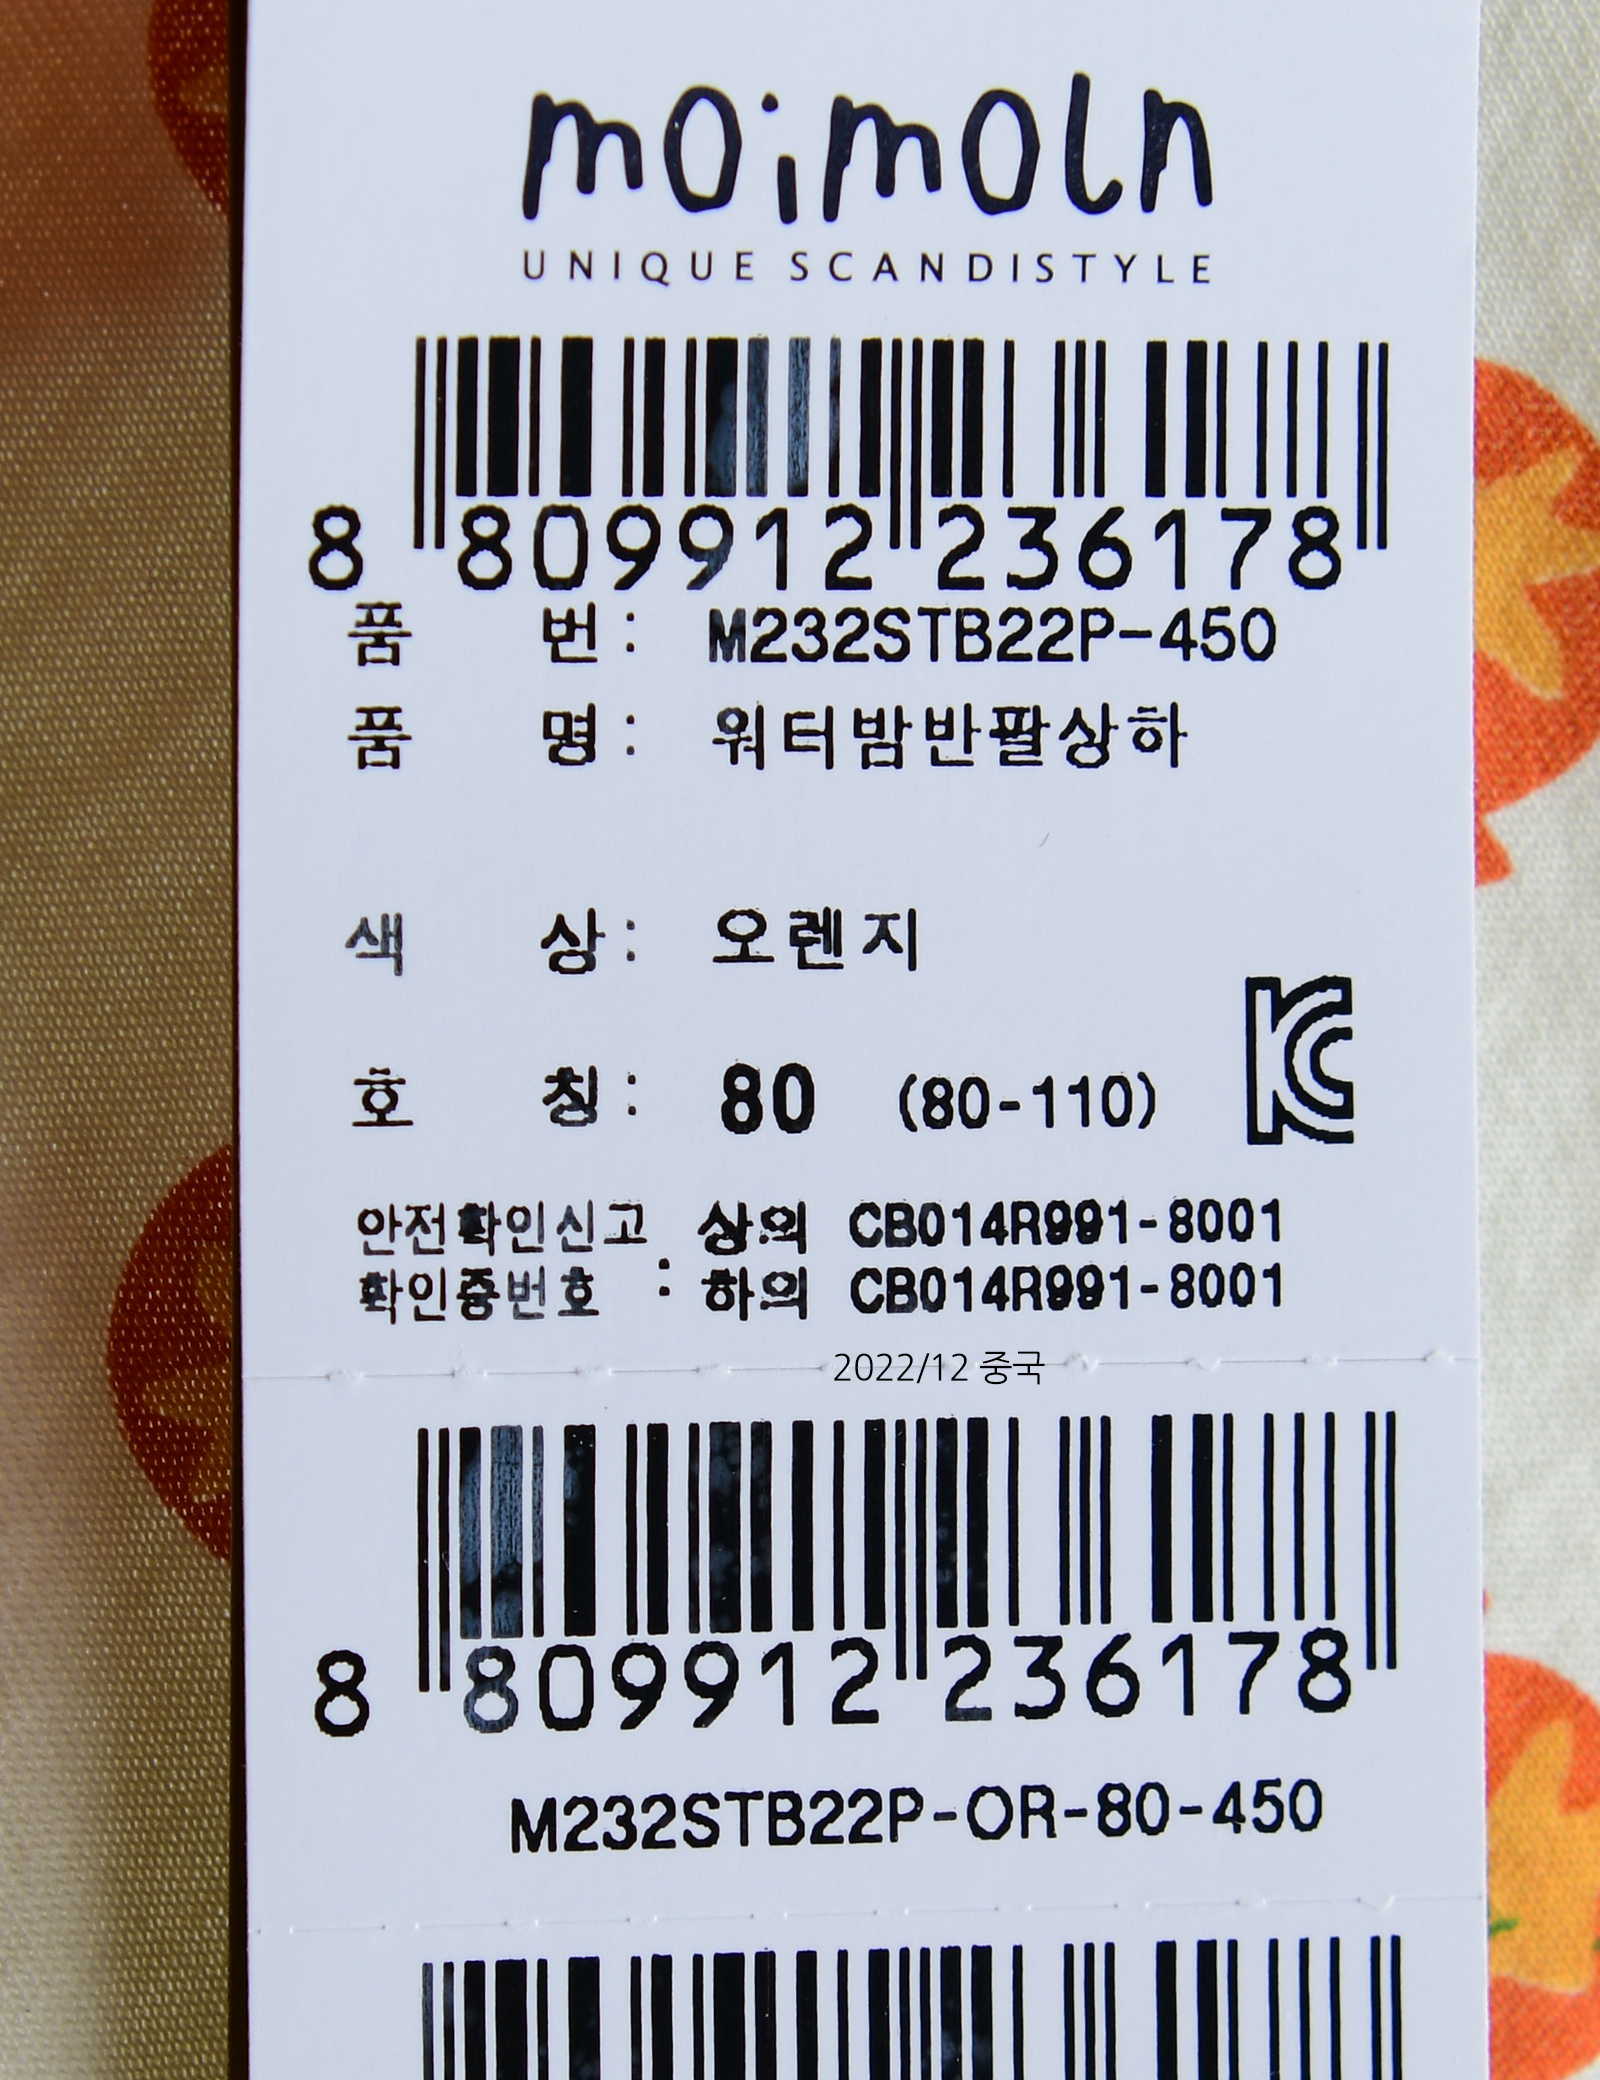 moimoln
UNIQUE SCANDISTYLE
8 809912 236178
품 번: M232STB22P-450
품 명: 워터밤반팔상하
색 상: 오렌지
호 칭: 80 (80-110)
안전확인신고 상의 CB014R991-8001
확인증번호 : 하의 CB014R991-8001
2022/12 중국
8 809912 236178
M232STB22P-OR-80-450